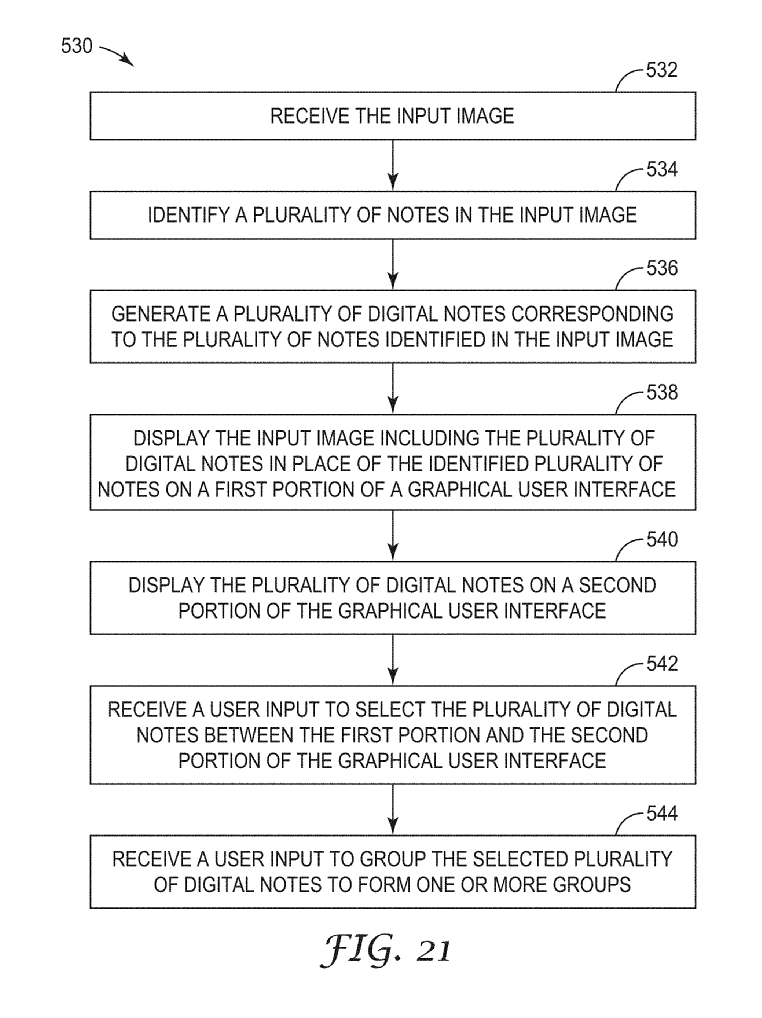 530
532
RECEIVE THE INPUT IMAGE
534
IDENTIFY A PLURALITY OF NOTES IN THE INPUT IMAGE
536
GENERATE A PLURALITY OF DIGITAL NOTES CORRESPONDING
TO THE PLURALITY OF NOTES IDENTIFIED IN THE INPUT IMAGE
538
DISPLAY THE INPUT IMAGE INCLUDING THE PLURALITY OF
DIGITAL NOTES IN PLACE OF THE IDENTIFIED PLURALITY OF
NOTES ON A FIRST PORTION OF A GRAPHICAL USER INTERFACE
540
DISPLAY THE PLURALITY OF DIGITAL NOTES ON A SECOND
PORTION OF THE GRAPHICAL USER INTERFACE
542
RECEIVE A USER INPUT TO SELECT THE PLURALITY OF DIGITAL
NOTES BETWEEN THE FIRST PORTION AND THE SECOND
PORTION OF THE GRAPHICAL USER INTERFACE
544
RECEIVE A USER INPUT TO GROUP THE SELECTED PLURALITY
OF DIGITAL NOTES TO FORM ONE OR MORE GROUPS
FIG. 21